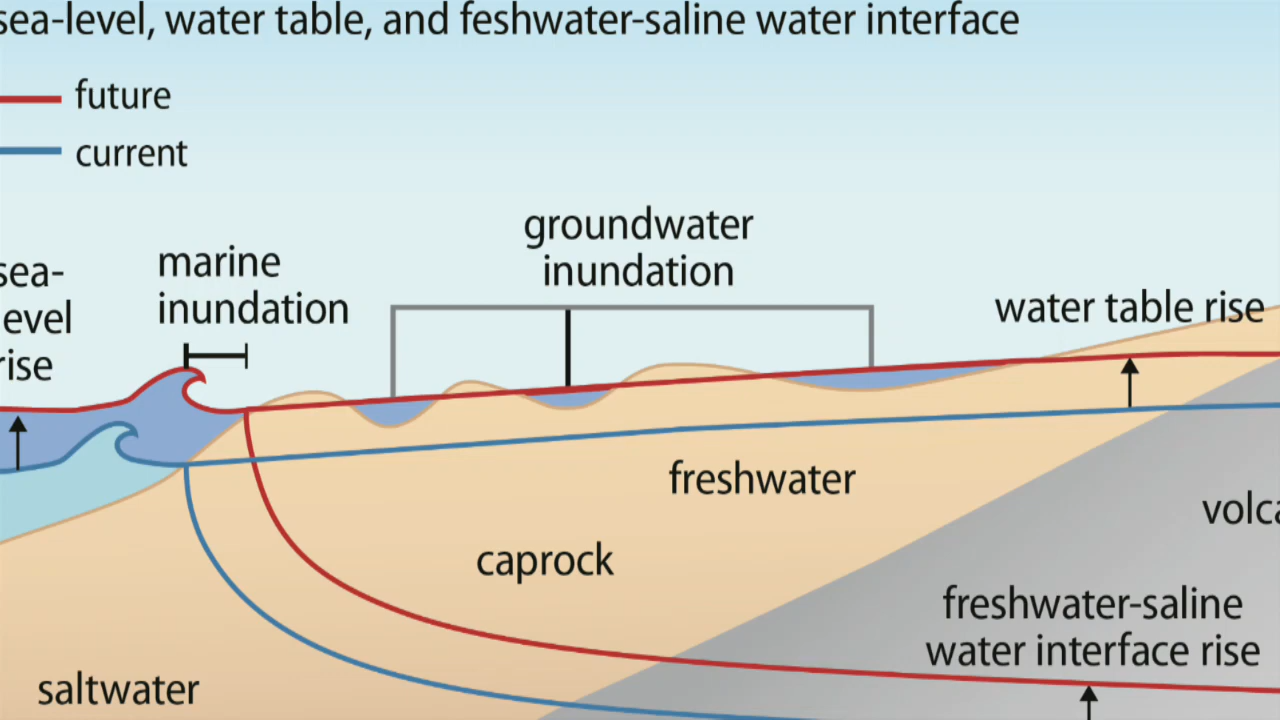 sea-level, water table, and feshwater-saline water interface
future
current
groundwater
inundation
marine
inundation
sea-
level
rise
water table rise
freshwater
caprock
volca
freshwater-saline
water interface rise
saltwater